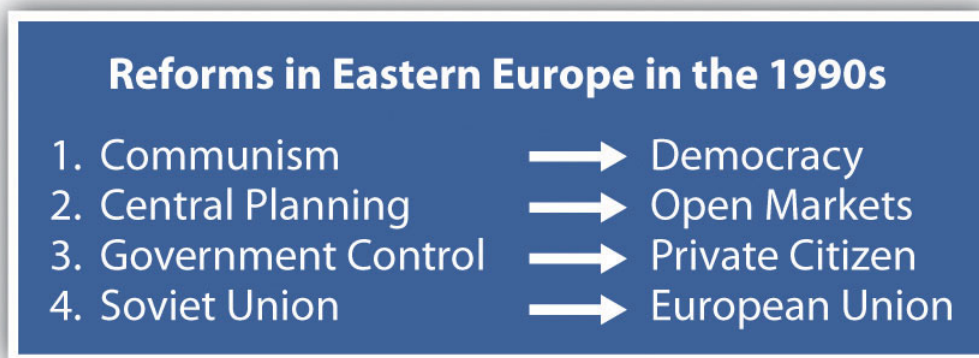 Reforms in Eastern Europe in the 1990s
1. Communism → Democracy
2. Central Planning → Open Markets
3. Government Control → Private Citizen
4. Soviet Union → European Union